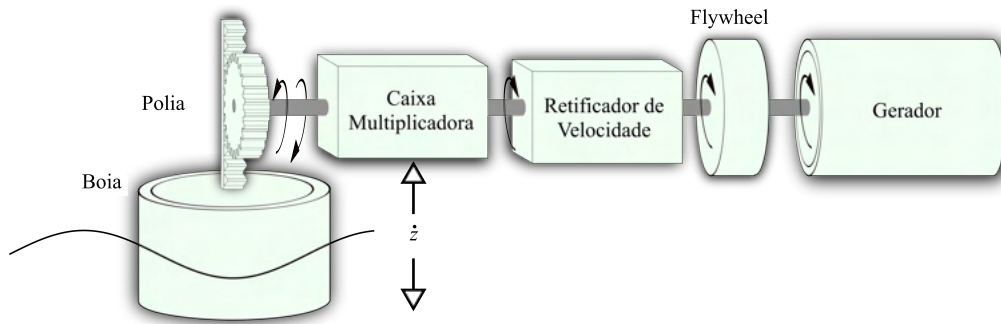 Flywheel
Polia
Caixa
Multiplicadora
Retificador de
Velocidade
Gerador
Boia
ż